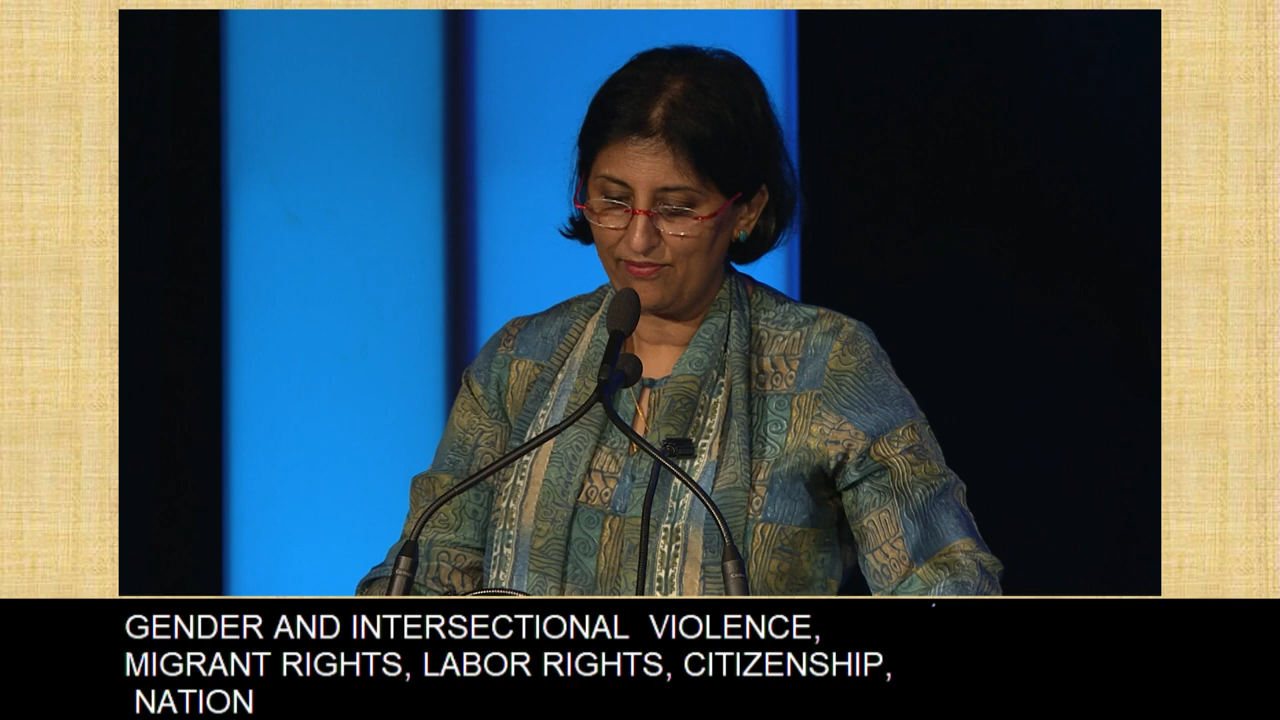 GENDER AND INTERSECTIONAL  VIOLENCE,
MIGRANT RIGHTS, LABOR RIGHTS, CITIZENSHIP,
NATION